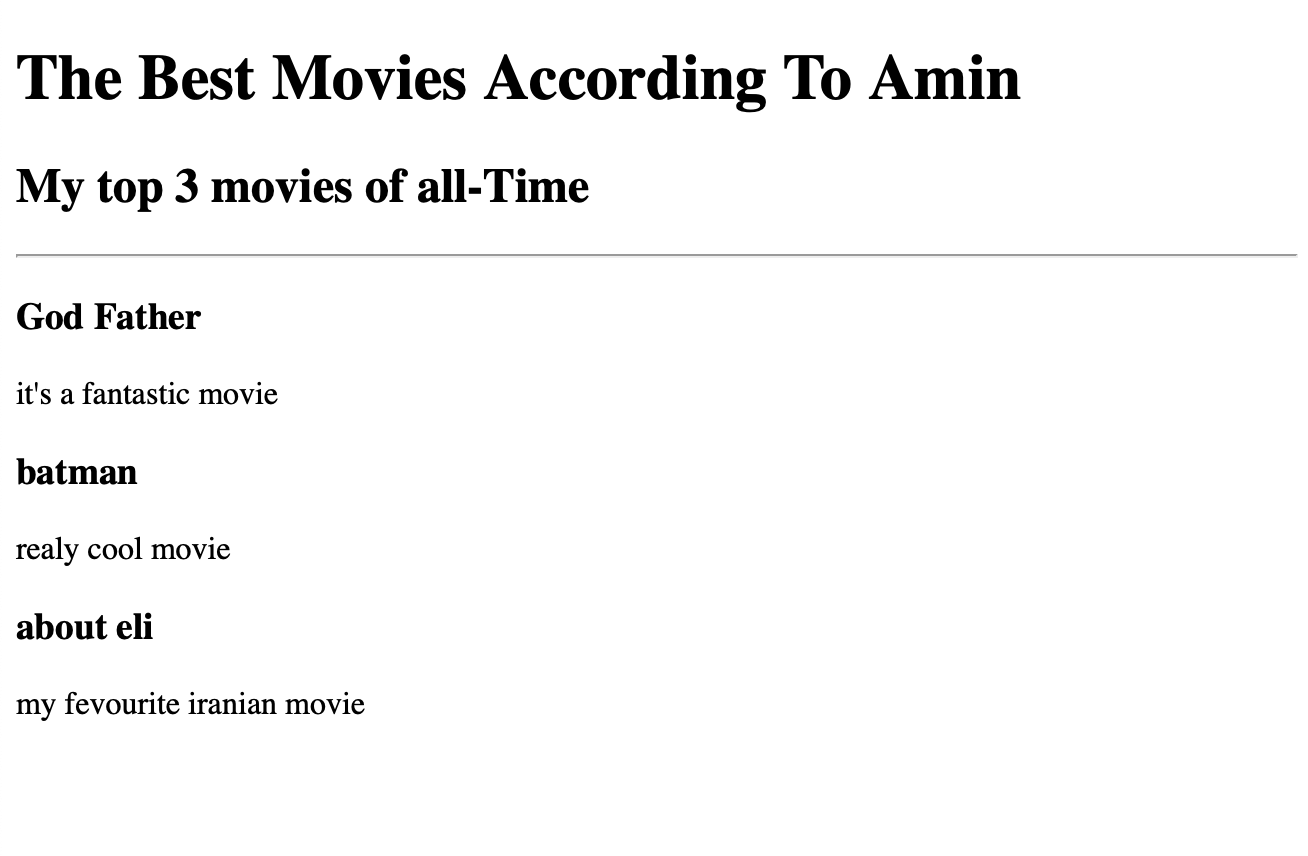 The Best Movies According To Amin
My top 3 movies of all-Time
God Father
it's a fantastic movie
batman
realy cool movie
about eli
my fevourite iranian movie